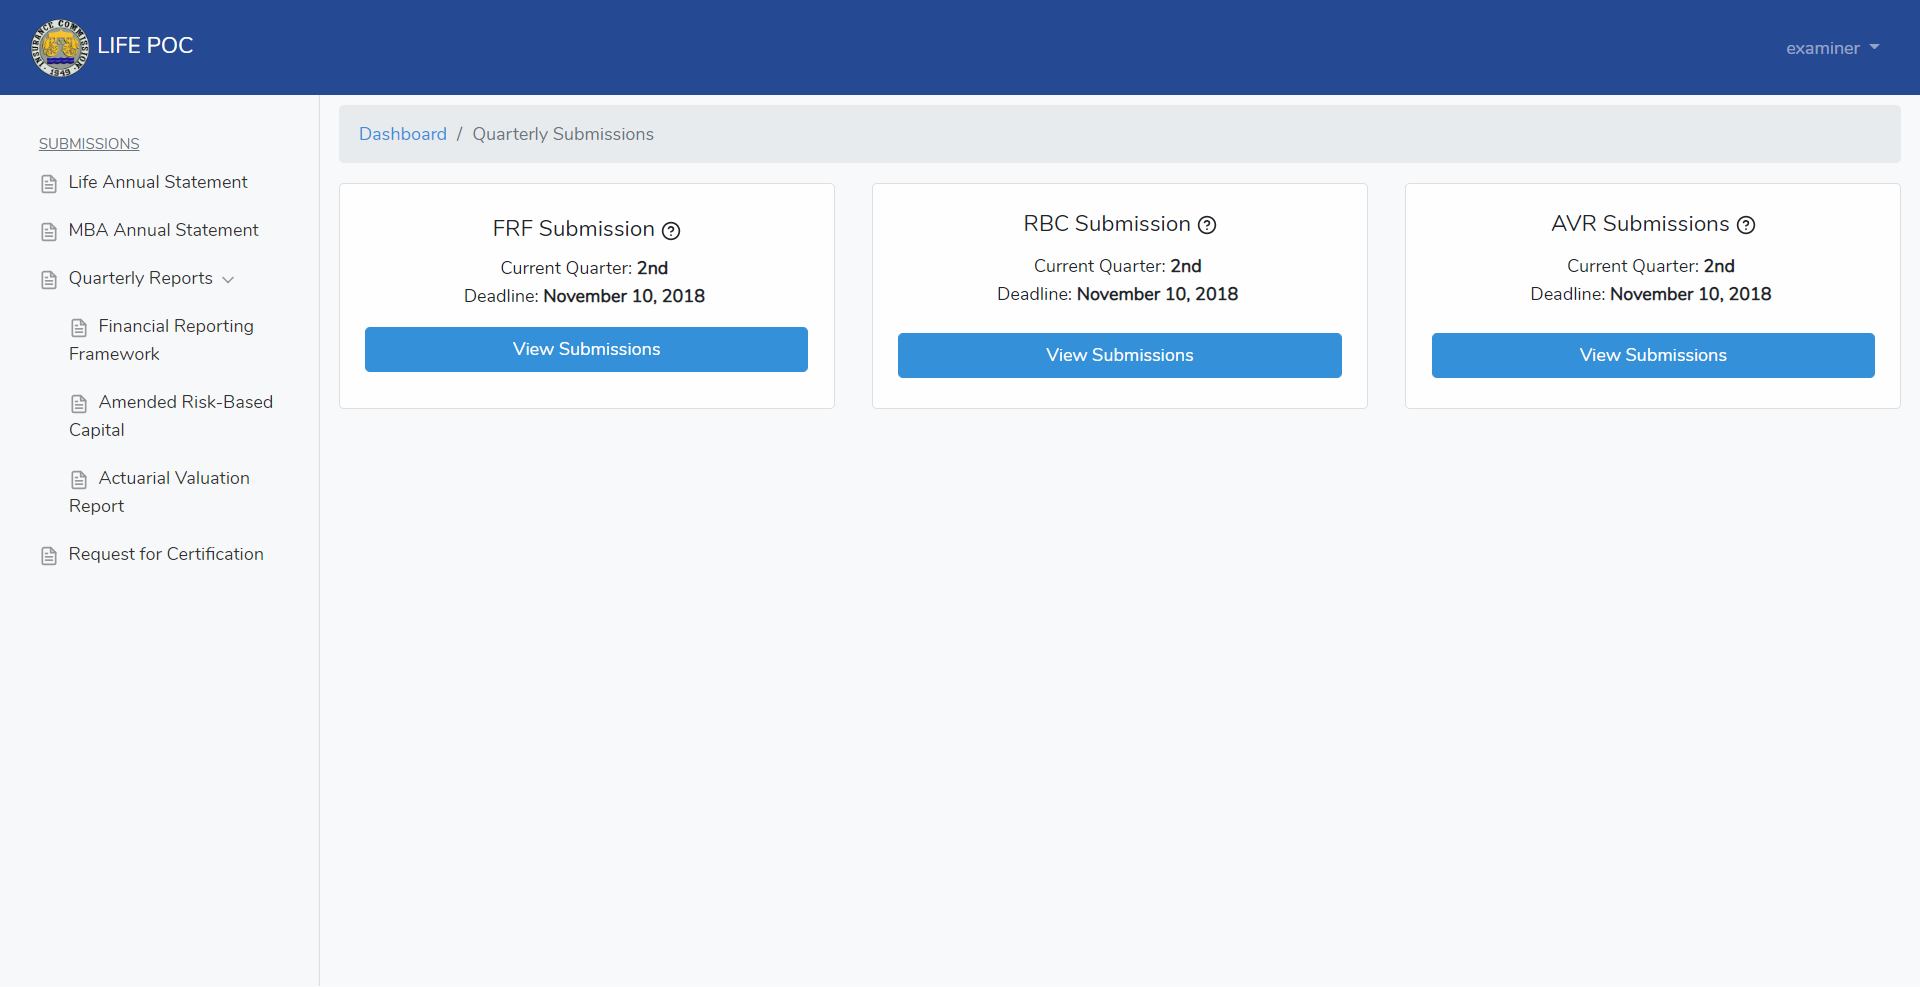 INSURANCE COMMISSION
1949
LIFE POC
examiner
SUBMISSIONS
Life Annual Statement
MBA Annual Statement
Quarterly Reports
Financial Reporting
Framework
Amended Risk-Based
Capital
Actuarial Valuation
Report
Request for Certification
Dashboard / Quarterly Submissions
FRF Submission
Current Quarter: 2nd
Deadline: November 10, 2018
View Submissions
RBC Submission
Current Quarter: 2nd
Deadline: November 10, 2018
View Submissions
AVR Submissions
Current Quarter: 2nd
Deadline: November 10, 2018
View Submissions